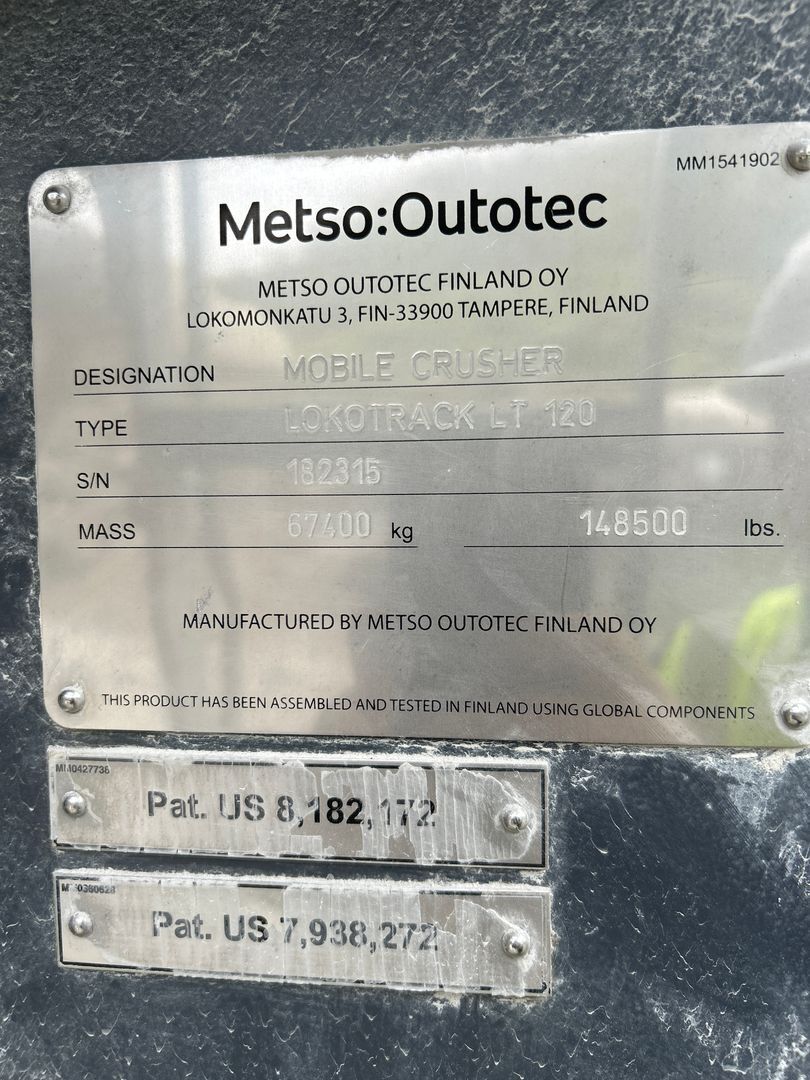 MM1541902
Metso:Outotec
METSO OUTOTEC FINLAND OY
LOKOMONKATU 3, FIN-33900 TAMPERE, FINLAND
DESIGNATION MOBILE CRUSHER
TYPE LOKOTRACK LT 120
S/N 182315
MASS 67400 kg 148500 lbs.
MANUFACTURED BY METSO OUTOTEC FINLAND OY
THIS PRODUCT HAS BEEN ASSEMBLED AND TESTED IN FINLAND USING GLOBAL COMPONENTS
MM0427736
Pat. US 8,182,172
Pat. US 7,938,272